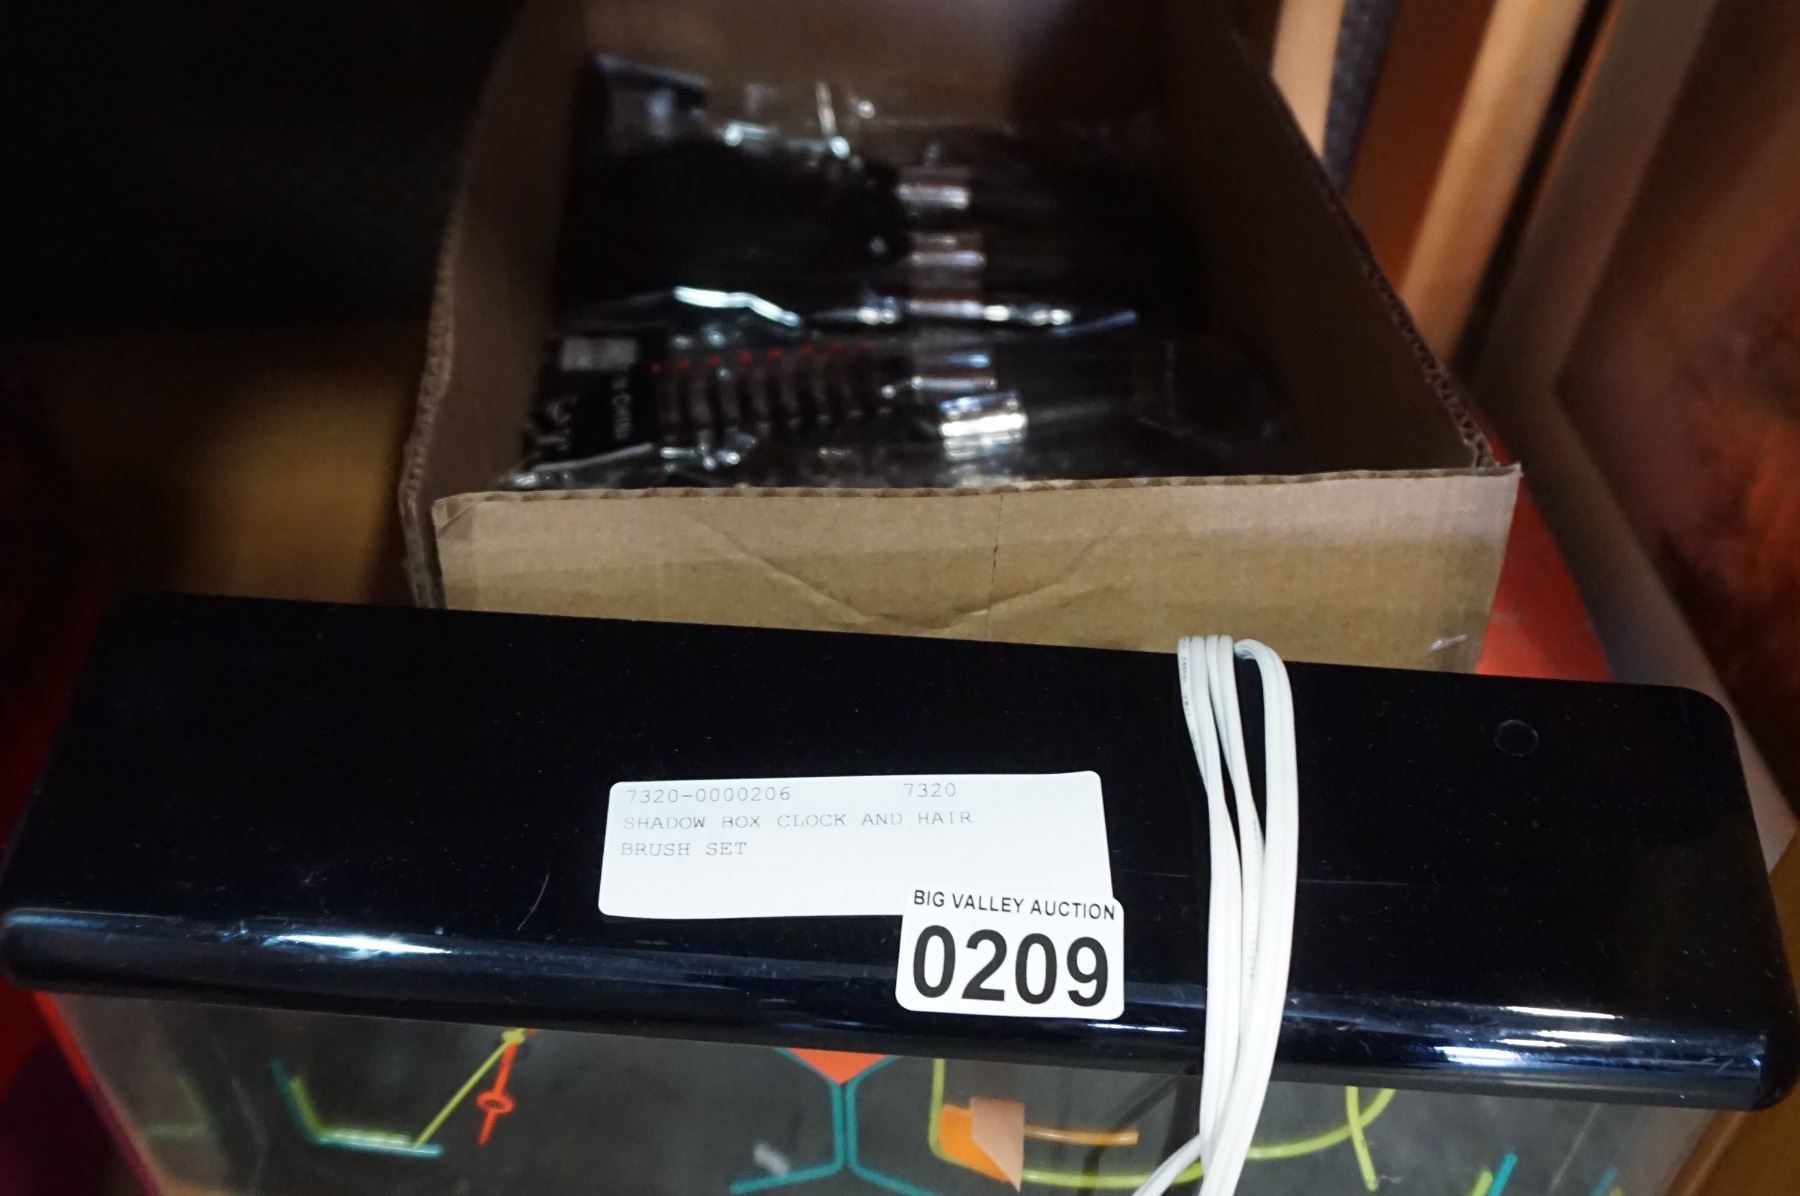 7320-0000206 7320
SHADOW BOX CLOCK AND HAIR
BRUSH SET
BIG VALLEY AUCTION
0209